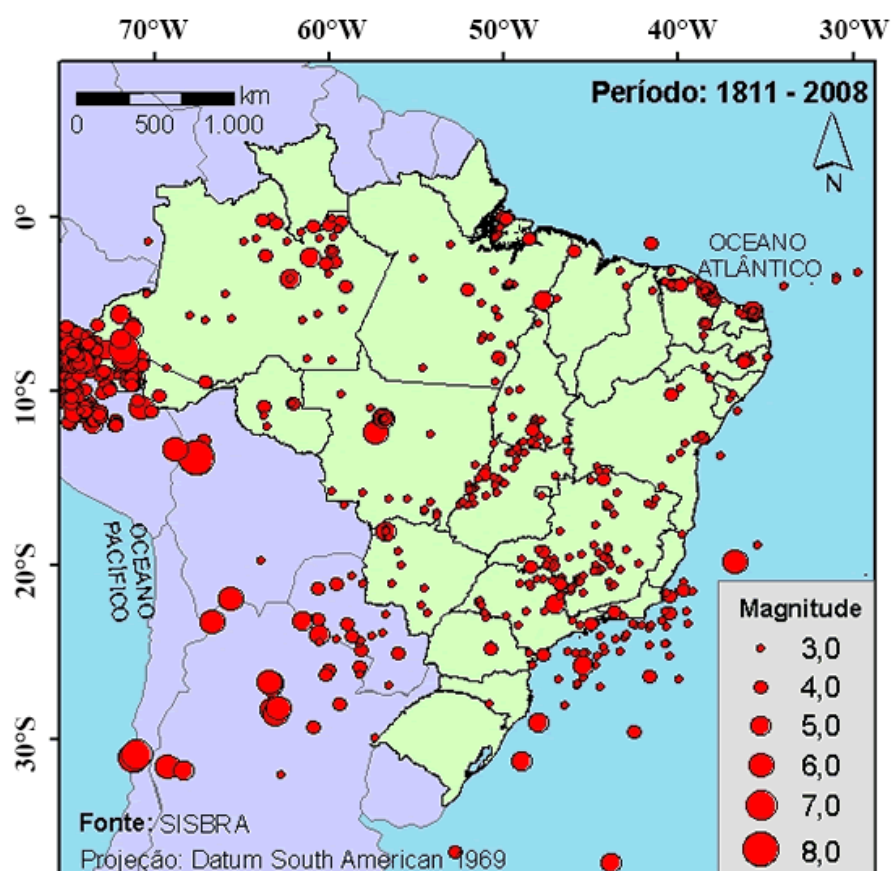 70°W 60°W 50°W 40°W 30°W
km
0 500 1.000
Período: 1811 - 2008
N
0°
10°S
20°S
30°S
OCEANO
ATLÂNTICO
OCEANO
PACÍFICO
Magnitude
3,0
4,0
5,0
6,0
7,0
8,0
Fonte: SISBRA
Projeção: Datum South American 1969